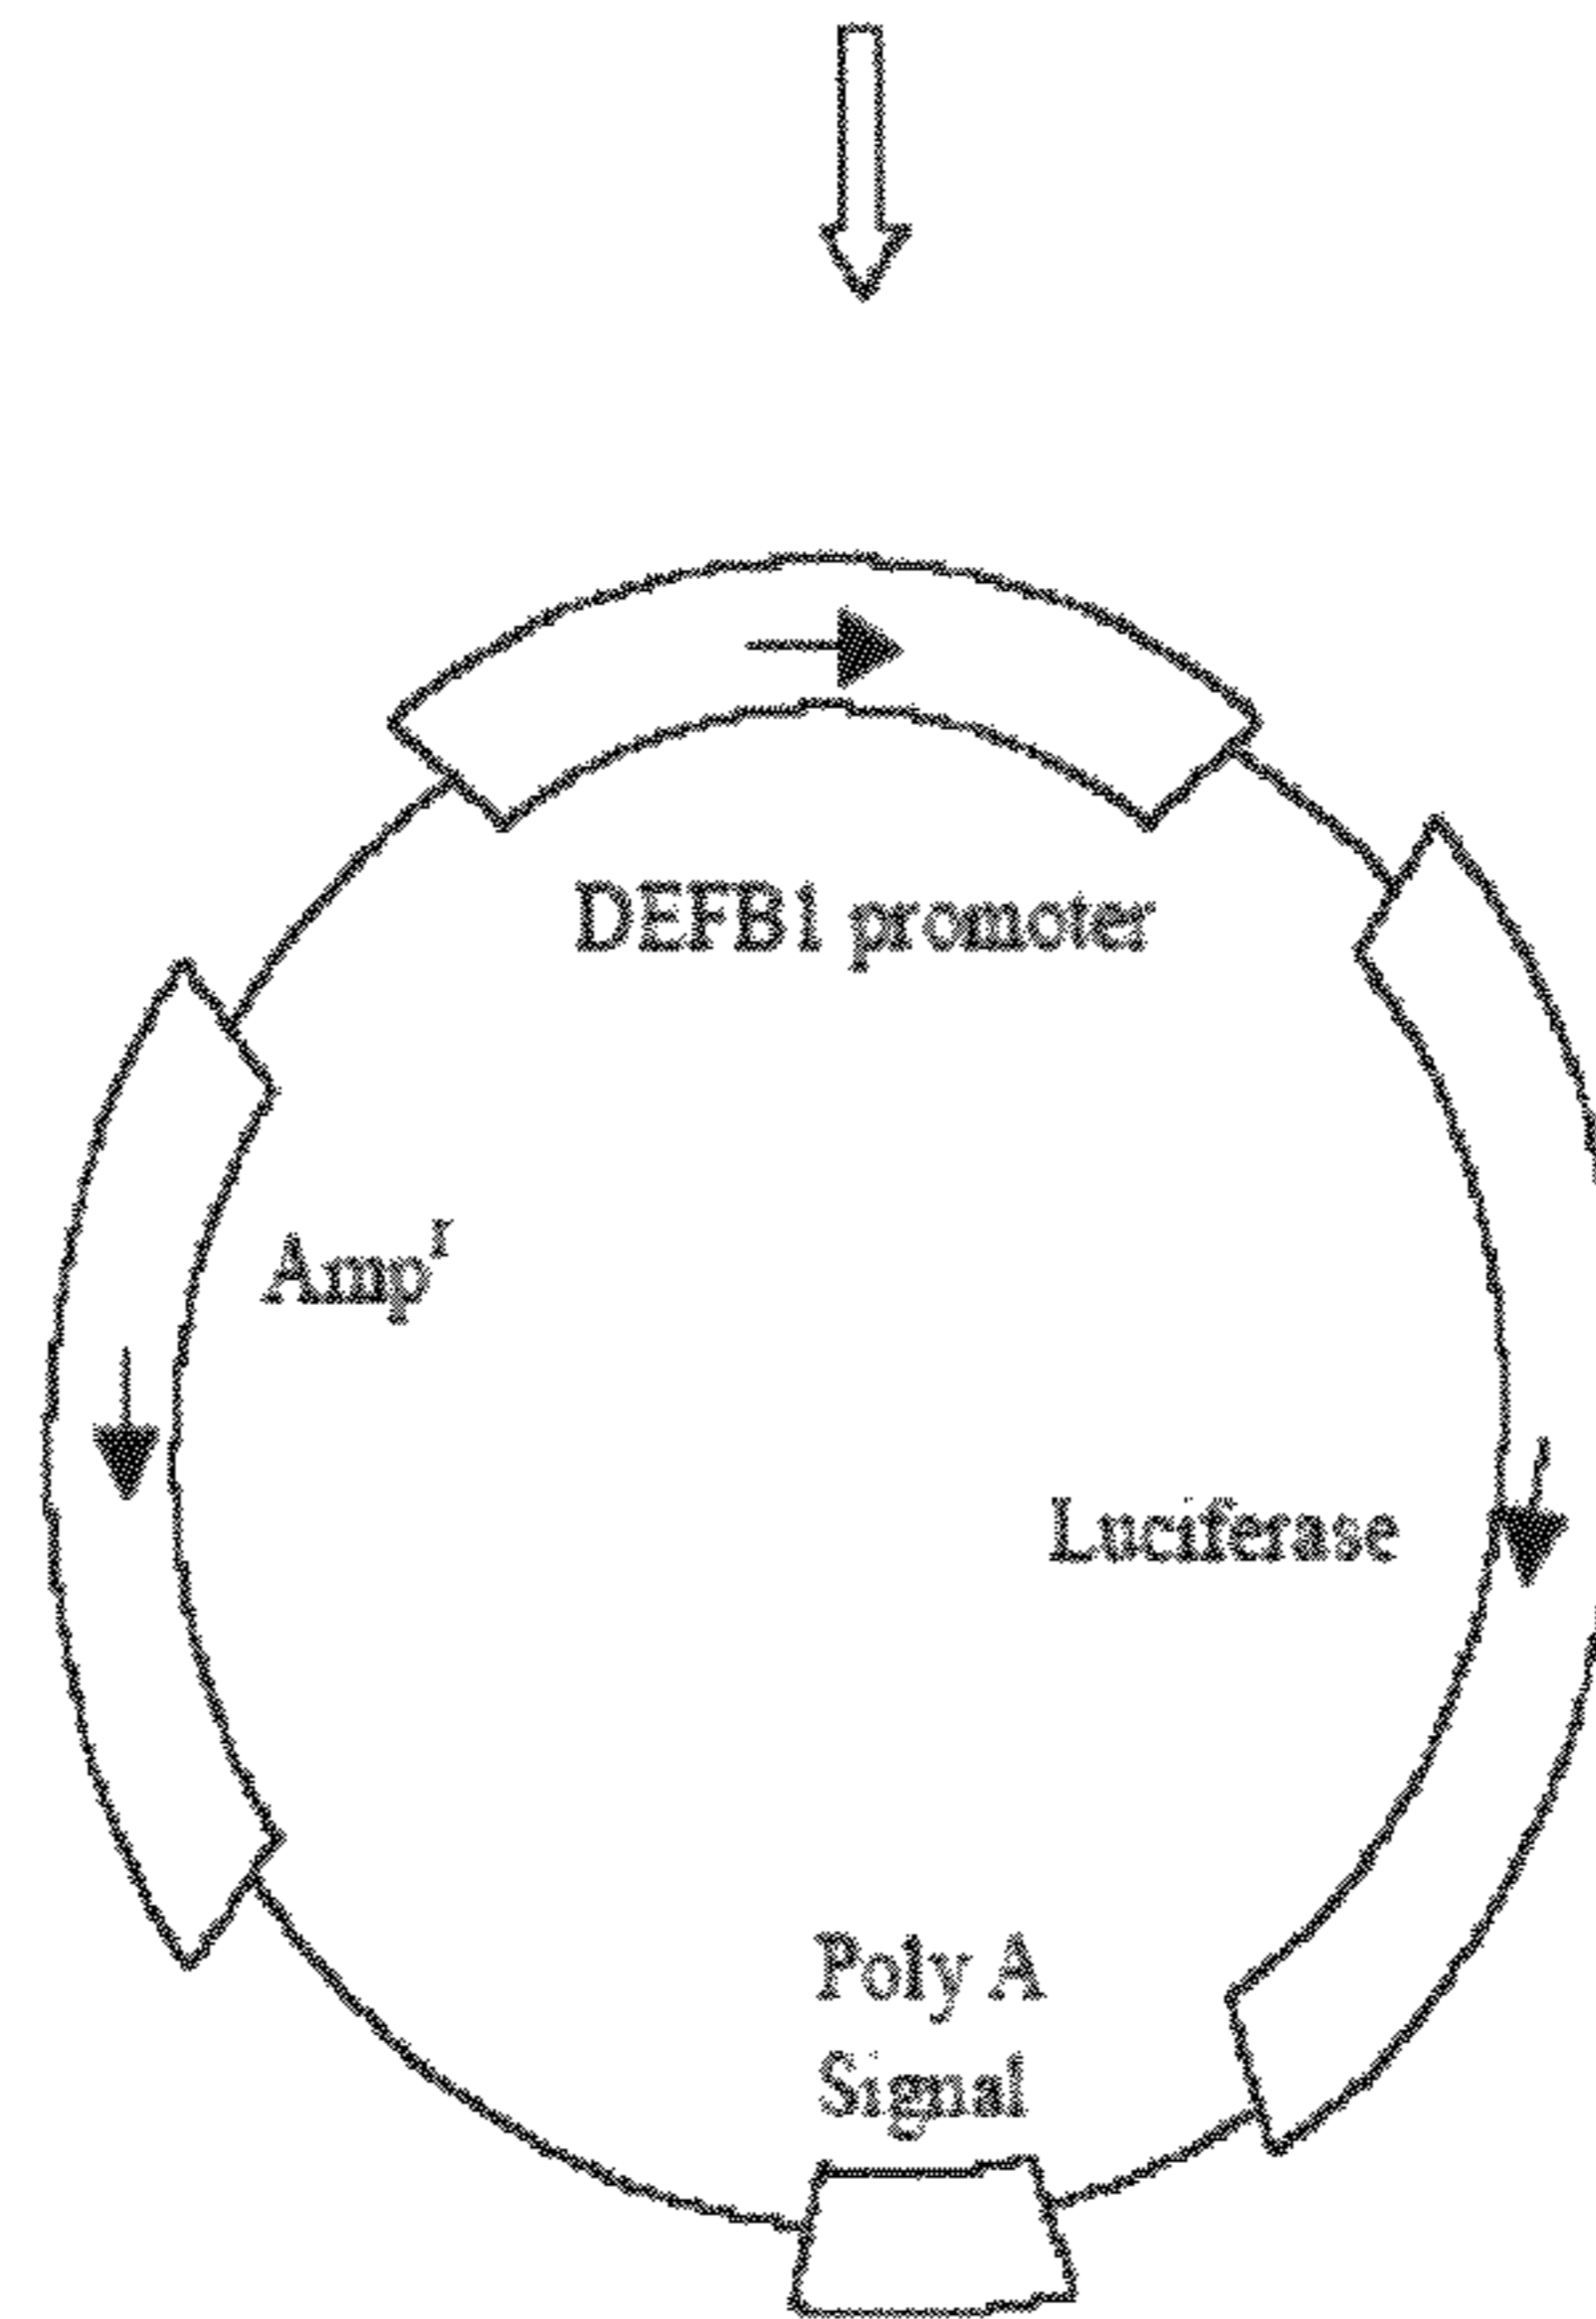 DEFB1 promoter
Amp^r
Luciferase
Poly A
Signal